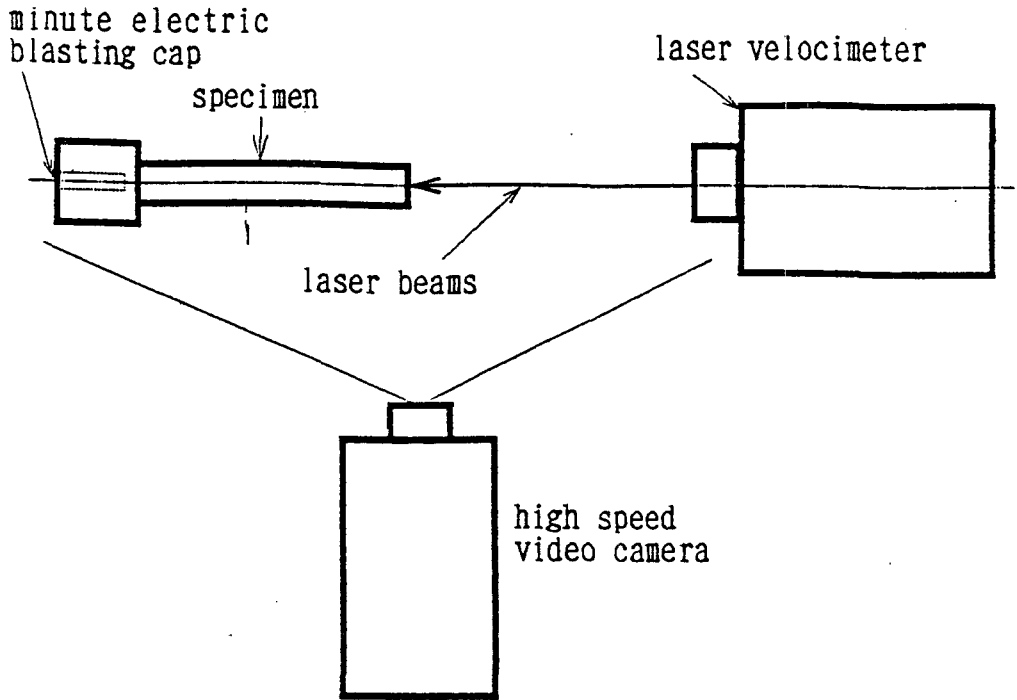 minute electric
blasting cap
laser velocimeter
specimen
laser beams
high speed
video camera